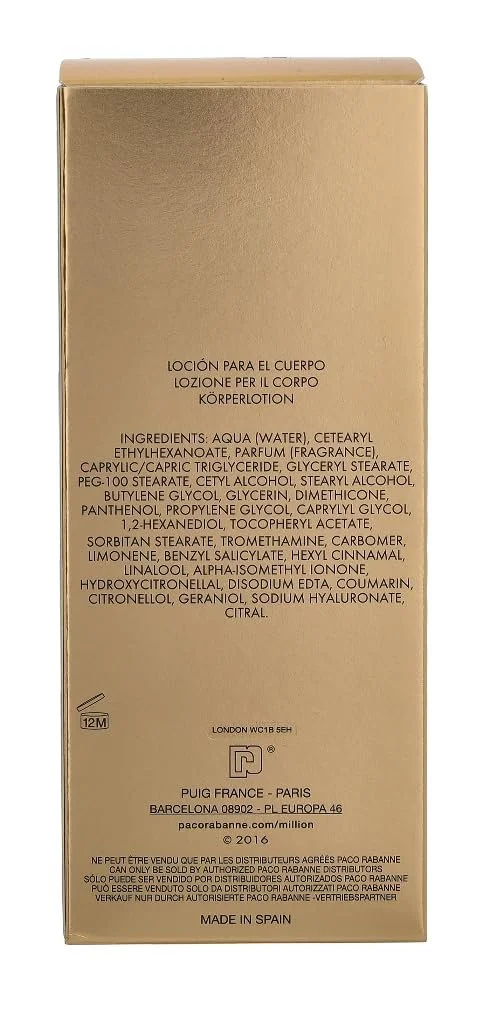 LOCIÓN PARA EL CUERPO
LOZIONE PER IL CORPO
KÖRPERLOTION
INGREDIENTS: AQUA (WATER), CETEARYL
ETHYLHEXANOATE, PARFUM (FRAGRANCE),
CAPRYLIC/CAPRIC TRIGLYCERIDE, GLYCERYL STEARATE,
PEG-100 STEARATE, CETYL ALCOHOL, STEARYL ALCOHOL,
BUTYLENE GLYCOL, GLYCERIN, DIMETHICONE,
PANTHENOL, PROPYLENE GLYCOL, CAPRYLYL GLYCOL,
1,2-HEXANEDIOL, TOCOPHERYL ACETATE,
SORBITAN STEARATE, TROMETHAMINE, CARBOMER,
LIMONENE, BENZYL SALICYLATE, HEXYL CINNAMAL,
LINALOOL, ALPHA-ISOMETHYL IONONE,
HYDROXYCITRONELLAL, DISODIUM EDTA, COUMARIN,
CITRONELLOL, GERANIOL, SODIUM HYALURONATE,
CITRAL.
12M
LONDON WC1B 5EH
®
PUIG FRANCE - PARIS
BARCELONA 08902 - PL EUROPA 46
pacorabanne.com/million
© 2016
NE PEUT ÊTRE VENDU QUE PAR LES DISTRIBUTEURS AGRÉES PACO RABANNE
CAN ONLY BE SOLD BY AUTHORIZED PACO RABANNE DISTRIBUTORS
SÓLO PUEDE SER VENDIDO POR DISTRIBUIDORES AUTORIZADOS PACO RABANNE
PUÒ ESSERE VENDUTO SOLO DA DISTRIBUTORI AUTORIZZATI PACO RABANNE
VERKAUF NUR DURCH AUTORISIERTE PACO RABANNE -VERTRIEBSPARTNER
MADE IN SPAIN